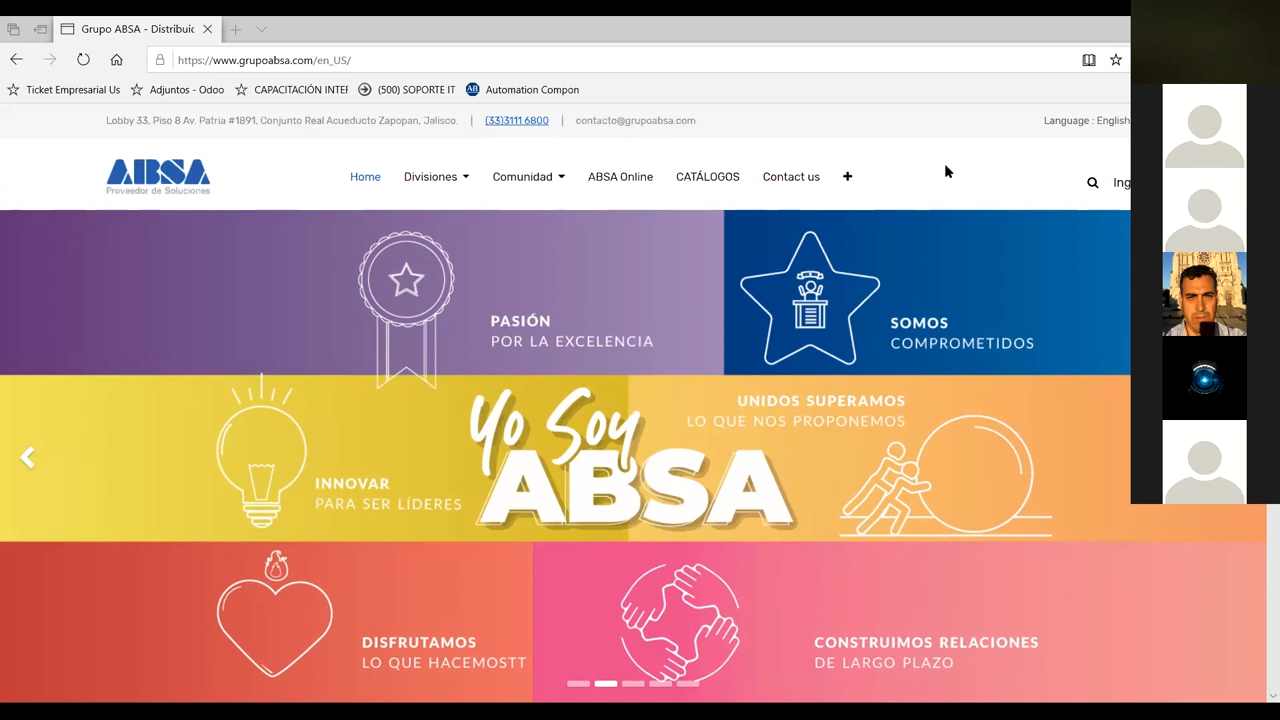 Grupo ABSA - Distribuic
https://www.grupoabsa.com/en_US/
Ticket Empresarial Us
Adjuntos - Odoo
CAPACITACIÓN INTEF
(500) SOPORTE IT
AB
Automation Compon
Lobby 33, Piso 8 Av. Patria #1891, Conjunto Real Acueducto Zapopan, Jalisco. | (33)3111 6800 | contacto@grupoabsa.com
Language : English
ABSA
Proveedor de Soluciones
Home
Divisiones
Comunidad
ABSA Online
CATÁLOGOS
Contact us
Ing
PASIÓN
POR LA EXCELENCIA
SOMOS
COMPROMETIDOS
UNIDOS SUPERAMOS
LO QUE NOS PROPONEMOS
Yo Soy
ABSA
INNOVAR
PARA SER LÍDERES
DISFRUTAMOS
LO QUE HACEMOSTT
CONSTRUIMOS RELACIONES
DE LARGO PLAZO